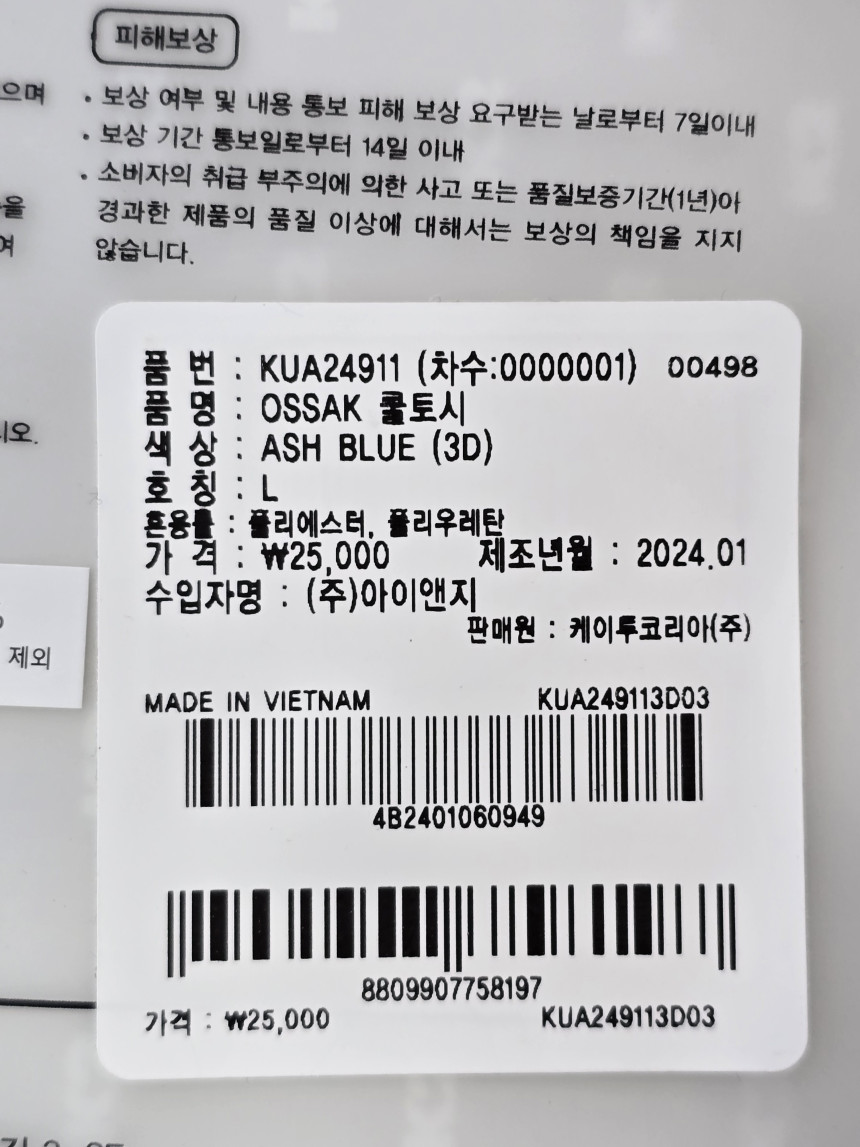 피해보상
으며
• 보상 여부 및 내용 통보 피해 보상 요구받는 날로부터 7일이내
• 보상 기간 통보일로부터 14일 이내
• 소비자의 취급 부주의에 의한 사고 또는 품질보증기간(1년)이
을
경과한 제품의 품질 이상에 대해서는 보상의 책임을 지지
여
않습니다.
품 번 : KUA24911 (차수:0000001) 00498
품 명 : OSSAK 쿨토시
시오.
색 상 : ASH BLUE (3D)
호 칭 : L
혼용률 : 폴리에스터, 폴리우레탄
가 격 : ₩25,000 제조년월 : 2024.01
수입자명 : (주)아이앤지
판매원 : 케이투코리아(주)
제외
MADE IN VIETNAM KUA249113D03
4B2401060949
8809907758197
가격 : ₩25,000 KUA249113D03